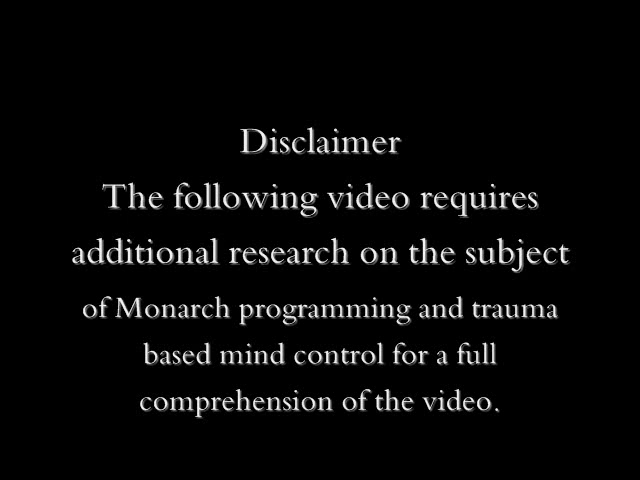 Disclaimer
The following video requires
additional research on the subject
of Monarch programming and trauma
based mind control for a full
comprehension of the video.